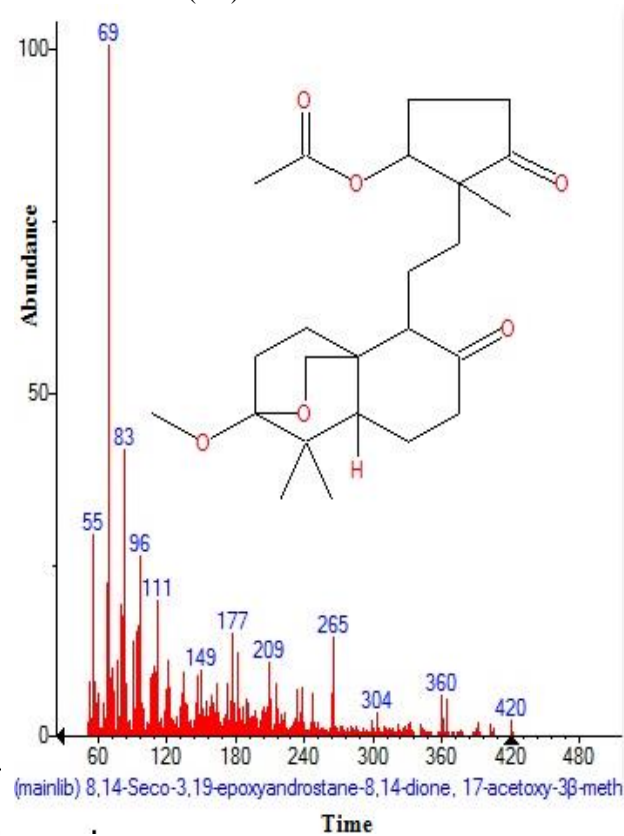 100
69
50
0
Abundance
55
83
96
111
149
177
209
265
304
360
420
O
O
O
O
O
O
H
60 120 180 240 300 360 420 480
(mainlib) 8,14-Seco-3,19-epoxyandrostane-8,14-dione, 17-acetoxy-3β-meth
Time